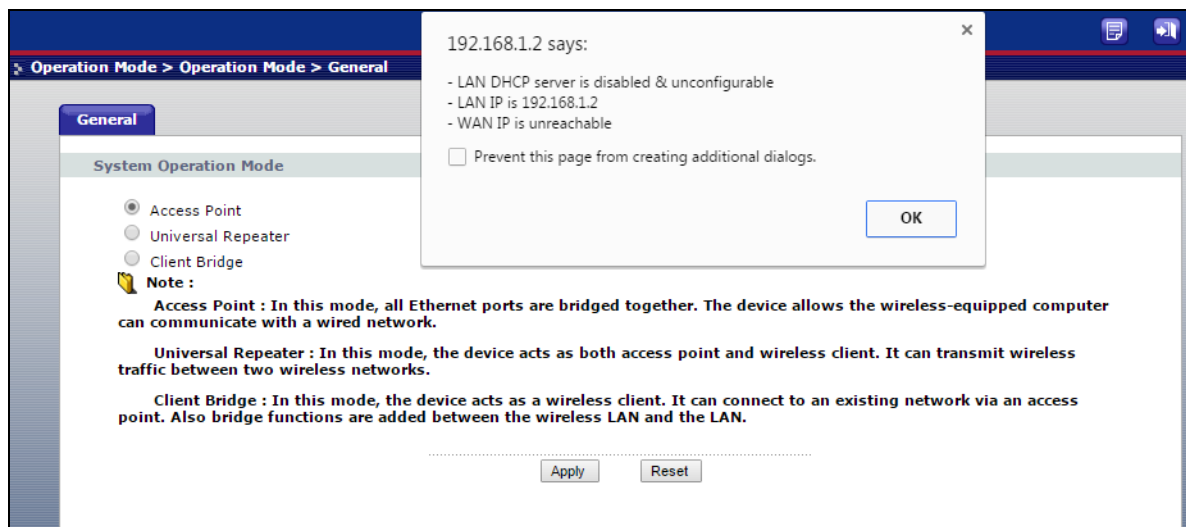 192.168.1.2 says:
- LAN DHCP server is disabled & unconfigurable
- LAN IP is 192.168.1.2
- WAN IP is unreachable
Prevent this page from creating additional dialogs.
OK
Operation Mode > Operation Mode > General
General
System Operation Mode
Access Point
Universal Repeater
Client Bridge
Note :
Access Point : In this mode, all Ethernet ports are bridged together. The device allows the wireless-equipped computer
can communicate with a wired network.
Universal Repeater : In this mode, the device acts as both access point and wireless client. It can transmit wireless
traffic between two wireless networks.
Client Bridge : In this mode, the device acts as a wireless client. It can connect to an existing network via an access
point. Also bridge functions are added between the wireless LAN and the LAN.
Apply Reset